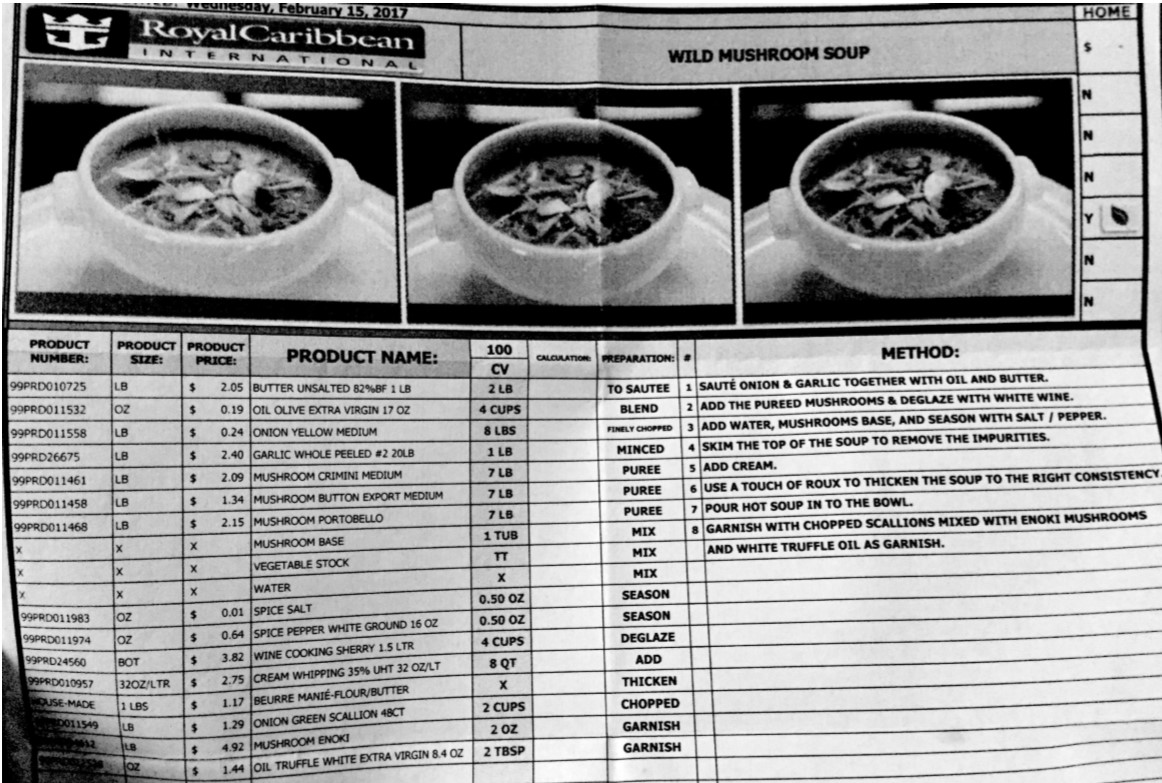 Wednesday, February 15, 2017
HOME
RoyalCaribbean
INTERNATIONAL
WILD MUSHROOM SOUP
$ -
N
N
N
Y
N
N
PRODUCT NUMBER: PRODUCT SIZE: PRODUCT PRICE: PRODUCT NAME: 100 CV CALCULATION: PREPARATION: # METHOD:
99PRD010725 LB $ 2.05 BUTTER UNSALTED 82%BF 1 LB 2 LB TO SAUTEE 1 SAUTÉ ONION & GARLIC TOGETHER WITH OIL AND BUTTER.
99PRD011532 OZ $ 0.19 OIL OLIVE EXTRA VIRGIN 17 OZ 4 CUPS BLEND 2 ADD THE PUREED MUSHROOMS & DEGLAZE WITH WHITE WINE.
99PRD011558 LB $ 0.24 ONION YELLOW MEDIUM 8 LBS FINELY CHOPPED 3 ADD WATER, MUSHROOMS BASE, AND SEASON WITH SALT / PEPPER.
99PRD26675 LB $ 2.40 GARLIC WHOLE PEELED #2 20LB 1 LB MINCED 4 SKIM THE TOP OF THE SOUP TO REMOVE THE IMPURITIES.
99PRD011461 LB $ 2.09 MUSHROOM CRIMINI MEDIUM 7 LB PUREE 5 ADD CREAM.
99PRD011458 LB $ 1.34 MUSHROOM BUTTON EXPORT MEDIUM 7 LB PUREE 6 USE A TOUCH OF ROUX TO THICKEN THE SOUP TO THE RIGHT CONSISTENCY.
99PRD011468 LB $ 2.15 MUSHROOM PORTOBELLO 7 LB PUREE 7 POUR HOT SOUP IN TO THE BOWL.
X X X MUSHROOM BASE 1 TUB MIX 8 GARNISH WITH CHOPPED SCALLIONS MIXED WITH ENOKI MUSHROOMS
X X X VEGETABLE STOCK TT MIX AND WHITE TRUFFLE OIL AS GARNISH.
X X X WATER X MIX
99PRD011983 OZ $ 0.01 SPICE SALT 0.50 OZ SEASON
99PRD011974 OZ $ 0.64 SPICE PEPPER WHITE GROUND 16 OZ 0.50 OZ SEASON
99PRD24560 BOT $ 3.82 WINE COOKING SHERRY 1.5 LTR 4 CUPS DEGLAZE
99PRD010957 32OZ/LTR $ 2.75 CREAM WHIPPING 35% UHT 32 OZ/LT 8 QT ADD
HOUSE-MADE 1 LBS $ 1.17 BEURRE MANIÉ-FLOUR/BUTTER X THICKEN
LB $ 1.29 ONION GREEN SCALLION 48CT 2 CUPS CHOPPED
LB $ 4.92 MUSHROOM ENOKI 2 OZ GARNISH
OZ $ 1.44 OIL TRUFFLE WHITE EXTRA VIRGIN 8.4 OZ 2 TBSP GARNISH